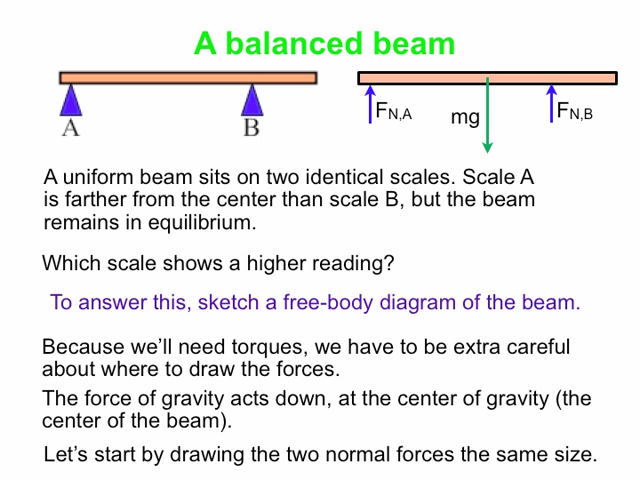 A balanced beam
A
B
F N,A
mg
F N,B
A uniform beam sits on two identical scales. Scale A
is farther from the center than scale B, but the beam
remains in equilibrium.
Which scale shows a higher reading?
To answer this, sketch a free-body diagram of the beam.
Because we’ll need torques, we have to be extra careful
about where to draw the forces.
The force of gravity acts down, at the center of gravity (the
center of the beam).
Let’s start by drawing the two normal forces the same size.